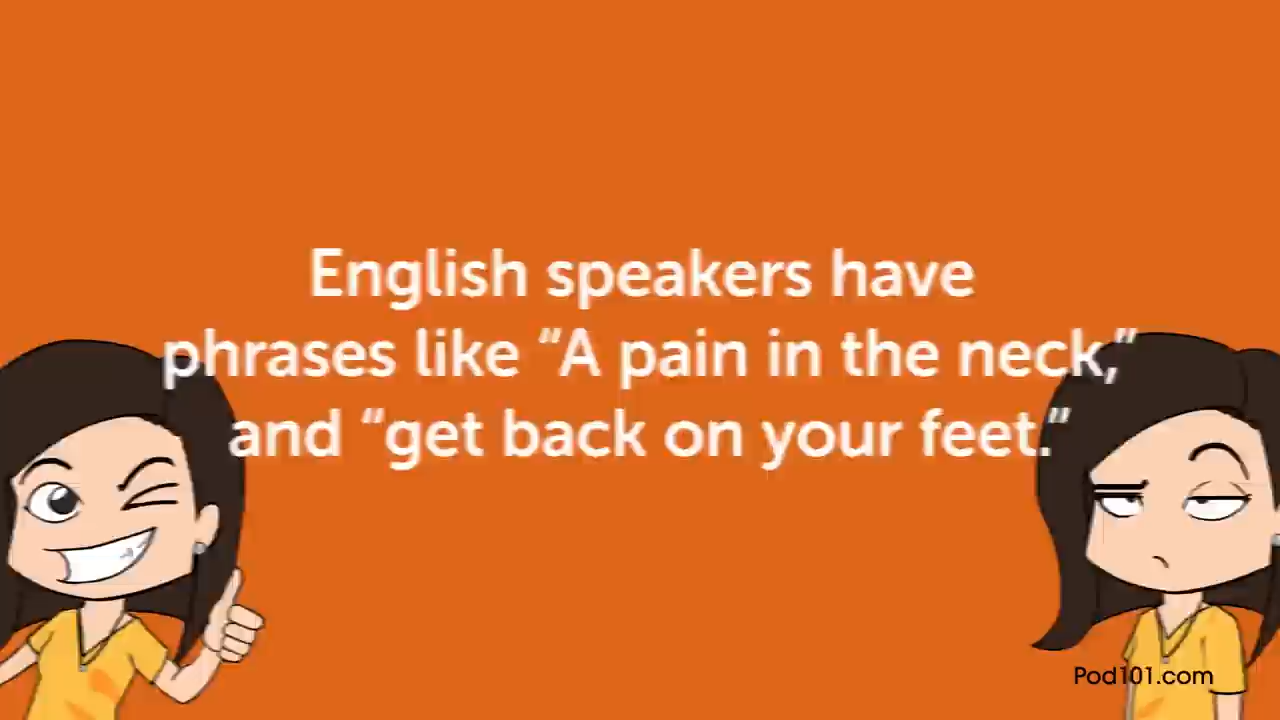 English speakers have
phrases like “A pain in the neck,”
and “get back on your feet.”
Pod101.com